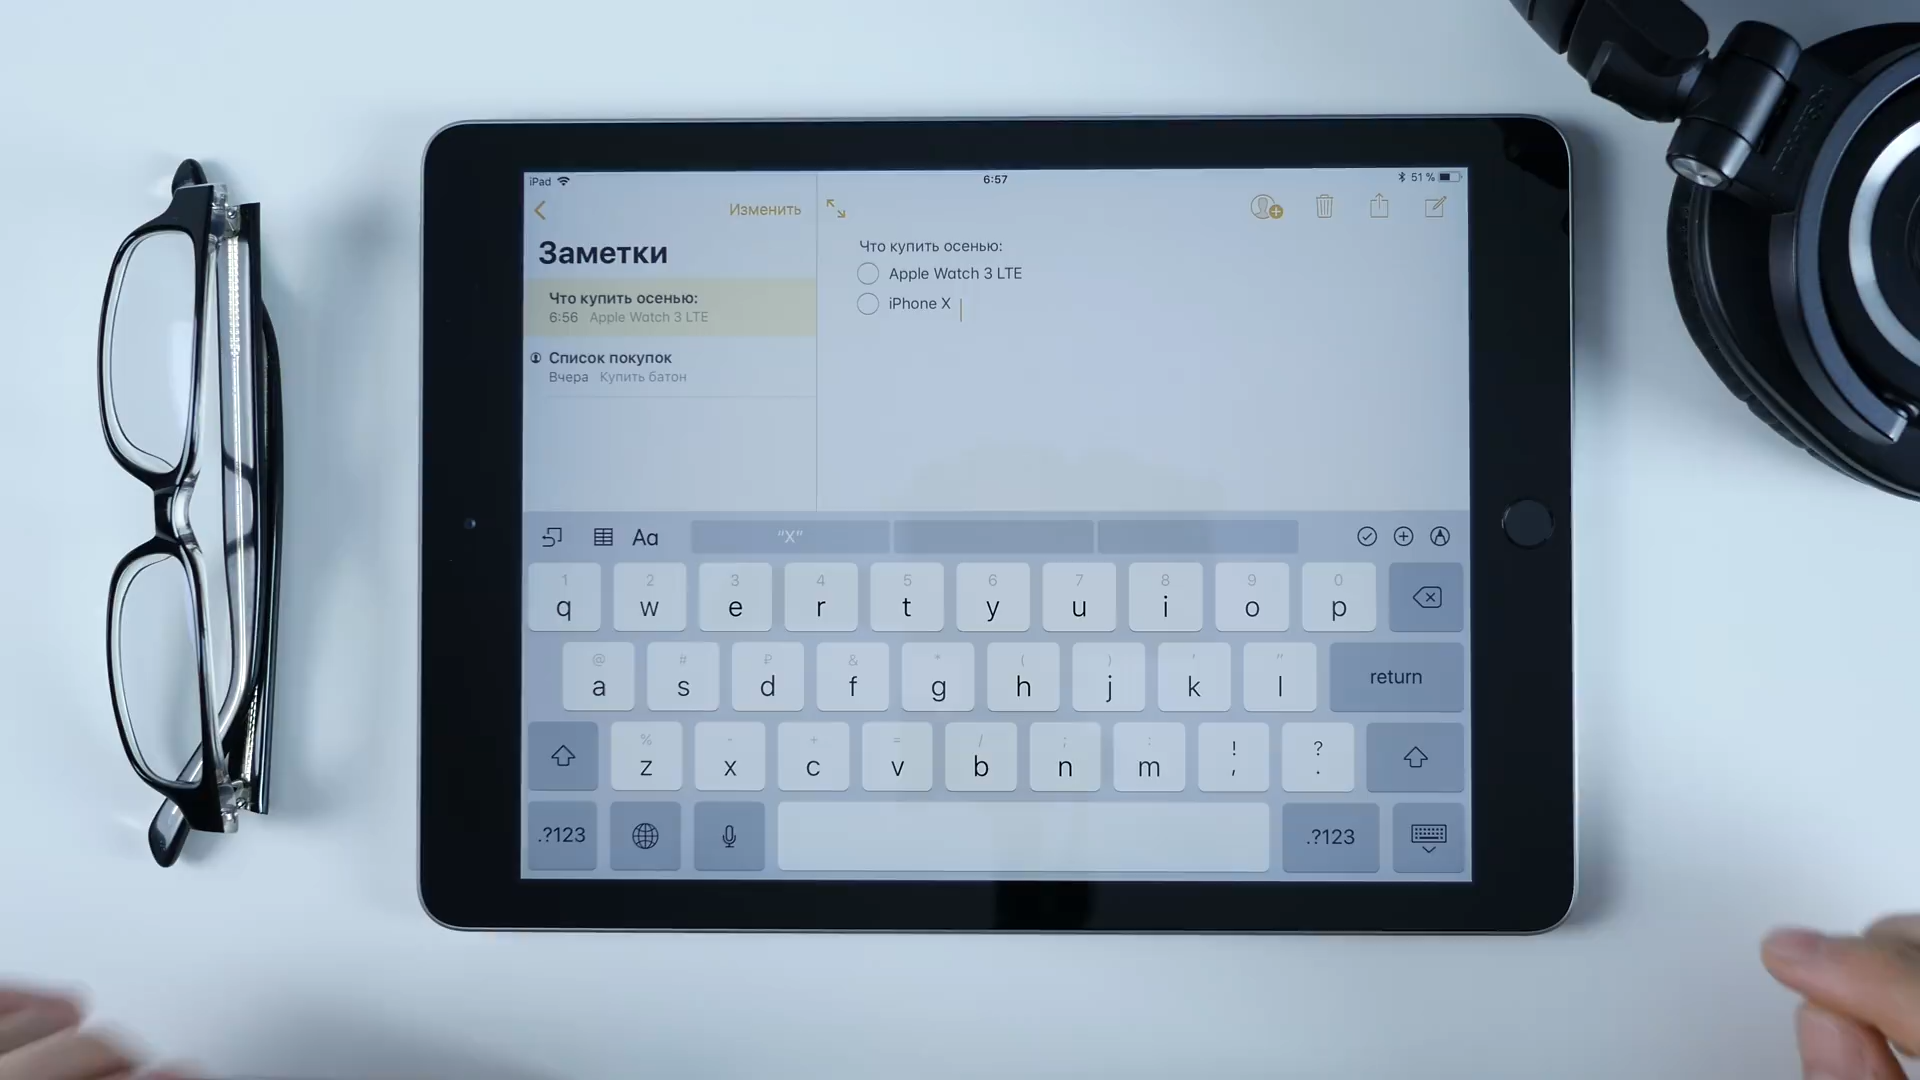 iPad 6:57 51 %
Изменить
Заметки
Что купить осенью:
6:56 Apple Watch 3 LTE
Список покупок
Вчера Купить батон
Что купить осенью:
Apple Watch 3 LTE
iPhone X
Aa "X"
1 2 3 4 5 6 7 8 9 0
q w e r t y u i o p
@ # ₽ & * ( ) ' "
a s d f g h j k l return
% - + = / ; : ! ?
z x c v b n m , .
.?123 .?123